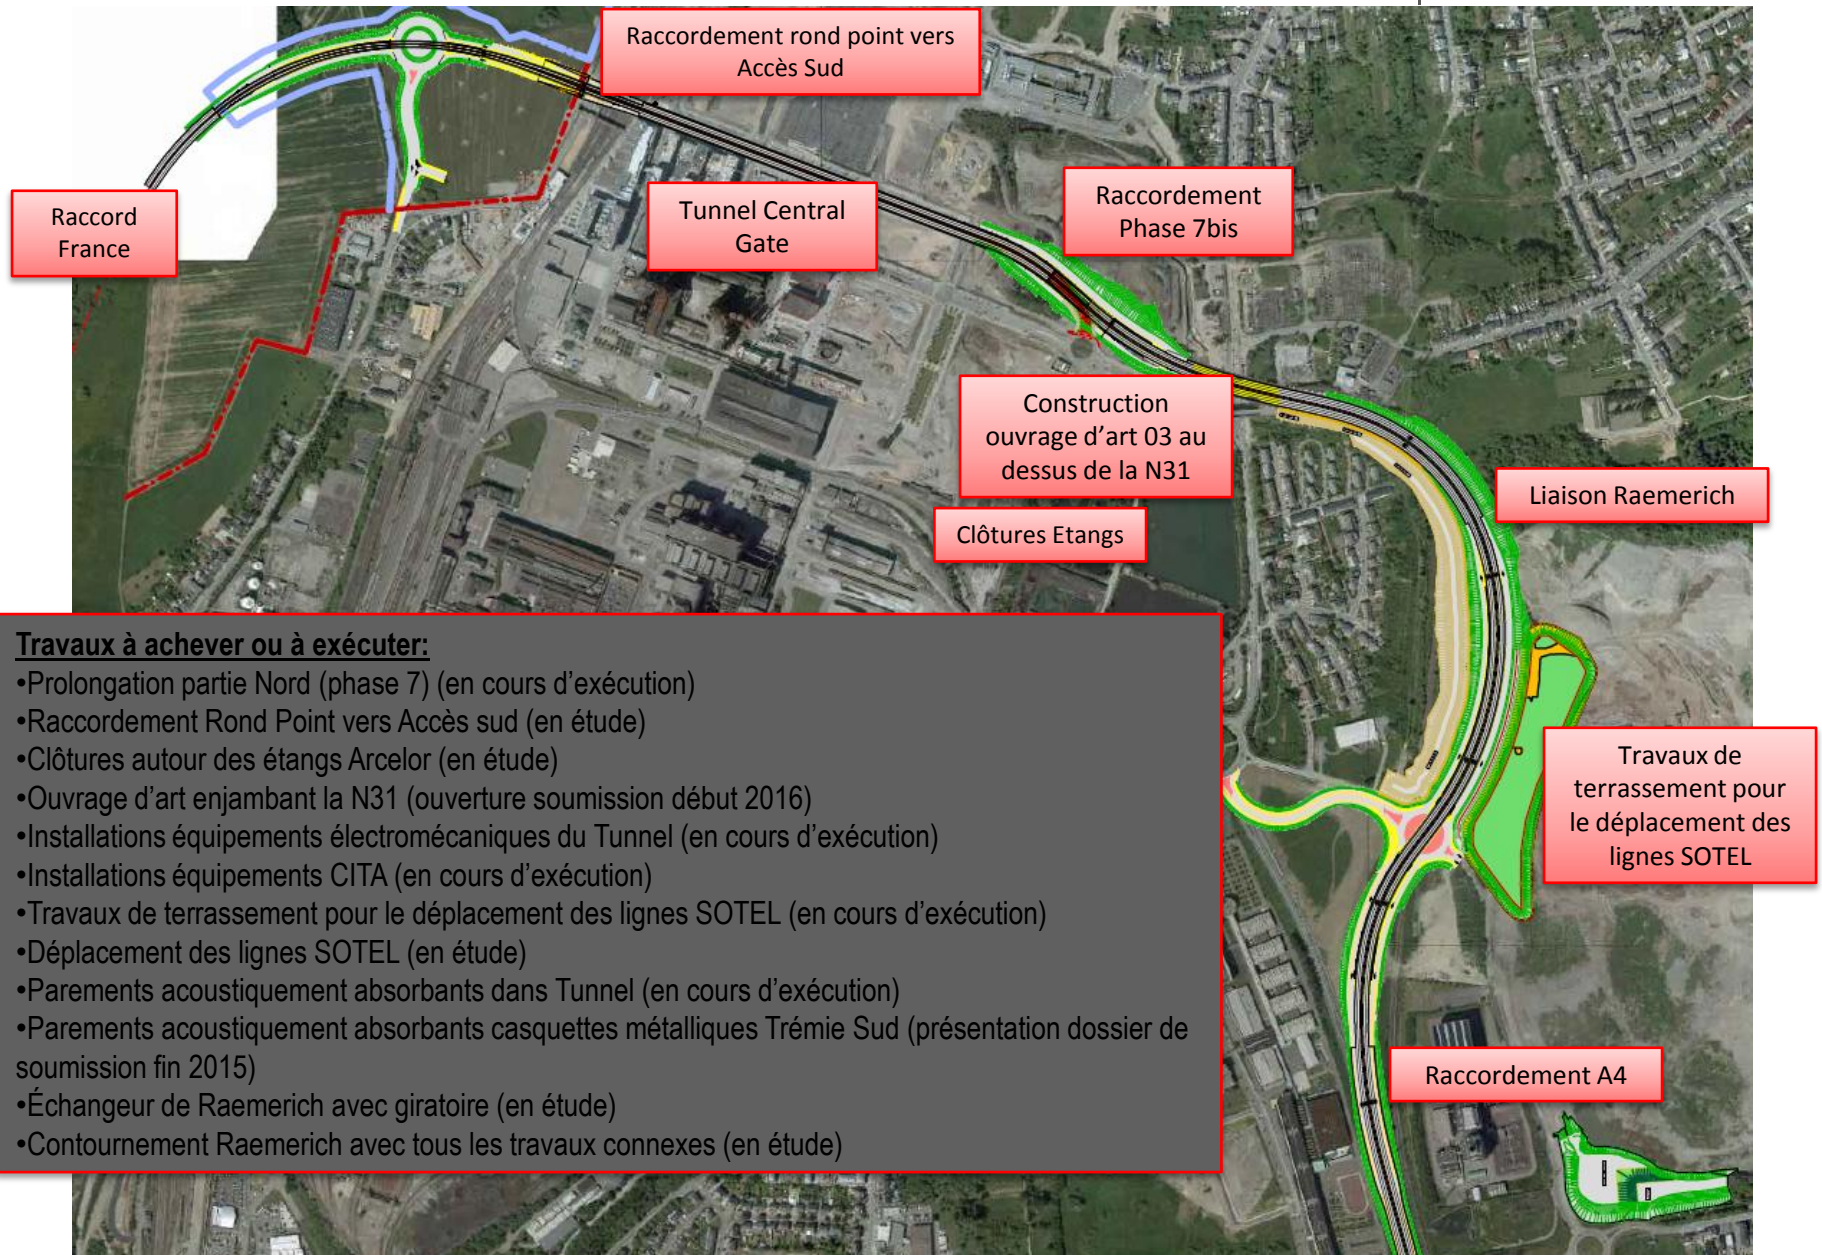 Raccordement rond point vers
Accès Sud
Raccord
France
Tunnel Central
Gate
Raccordement
Phase 7bis
Construction
ouvrage d’art 03 au
dessus de la N31
Liaison Raemerich
Clôtures Etangs
Travaux à achever ou à exécuter:
•Prolongation partie Nord (phase 7) (en cours d’exécution)
•Raccordement Rond Point vers Accès sud (en étude)
•Clôtures autour des étangs Arcelor (en étude)
•Ouvrage d’art enjambant la N31 (ouverture soumission début 2016)
•Installations équipements électromécaniques du Tunnel (en cours d’exécution)
•Installations équipements CITA (en cours d’exécution)
•Travaux de terrassement pour le déplacement des lignes SOTEL (en cours d’exécution)
•Déplacement des lignes SOTEL (en étude)
•Parements acoustiquement absorbants dans Tunnel (en cours d’exécution)
•Parements acoustiquement absorbants casquettes métalliques Trémie Sud (présentation dossier de
soumission fin 2015)
•Échangeur de Raemerich avec giratoire (en étude)
•Contournement Raemerich avec tous les travaux connexes (en étude)
Travaux de
terrassement pour
le déplacement des
lignes SOTEL
Raccordement A4